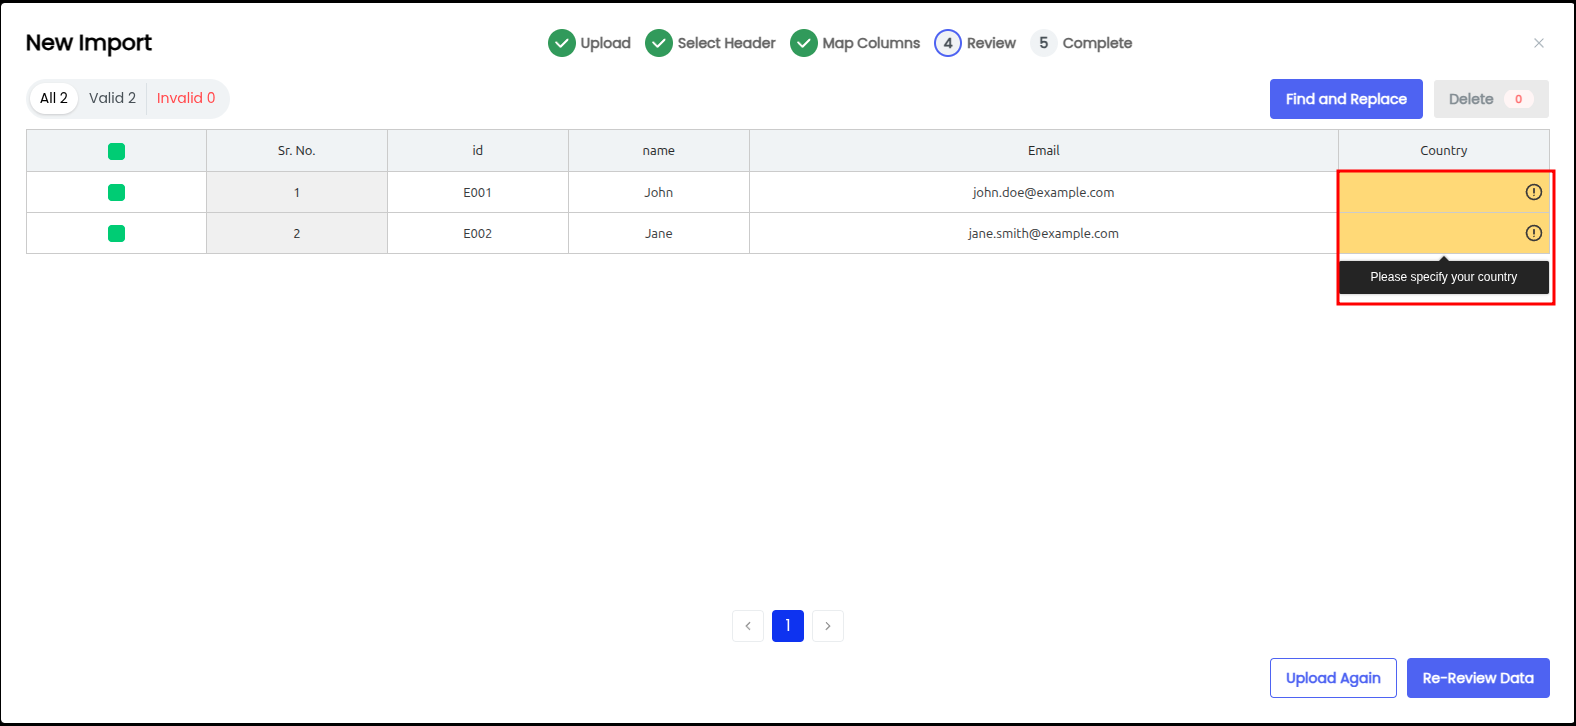 New Import
Upload Select Header Map Columns 4 Review 5 Complete
All 2 Valid 2 Invalid 0
Find and Replace Delete 0
Sr. No. id name Email Country
1 E001 John john.doe@example.com
2 E002 Jane jane.smith@example.com
Please specify your country
1
Upload Again Re-Review Data